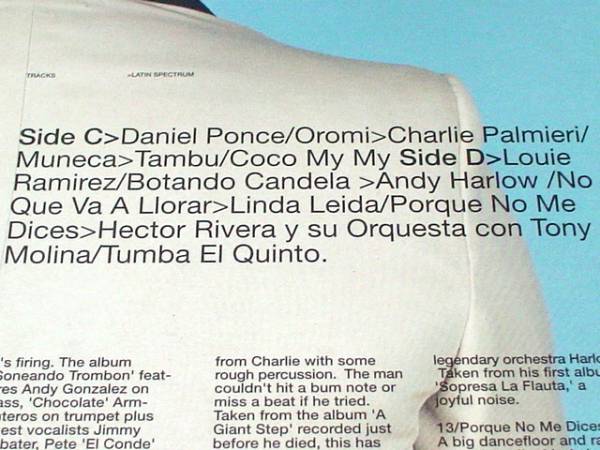 TRACKS >LATIN SPECTRUM
Side C>Daniel Ponce/Oromi>Charlie Palmieri/
Muneca>Tambu/Coco My My Side D>Louie
Ramirez/Botando Candela >Andy Harlow /No
Que Va A Llorar>Linda Leida/Porque No Me
Dices>Hector Rivera y su Orquesta con Tony
Molina/Tumba El Quinto.
's firing. The album
Soneando Trombon' feat-
res Andy Gonzalez on
ass, 'Chocolate' Arm-
teros on trumpet plus
est vocalists Jimmy
bater, Pete 'El Conde'
from Charlie with some
rough percussion. The man
couldn't hit a bum note or
miss a beat if he tried.
Taken from the album 'A
Giant Step' recorded just
before he died, this has
legendary orchestra Harlo
Taken from his first albu
'Sopresa La Flauta,' a
joyful noise.
13/Porque No Me Dices
A big dancefloor and ra